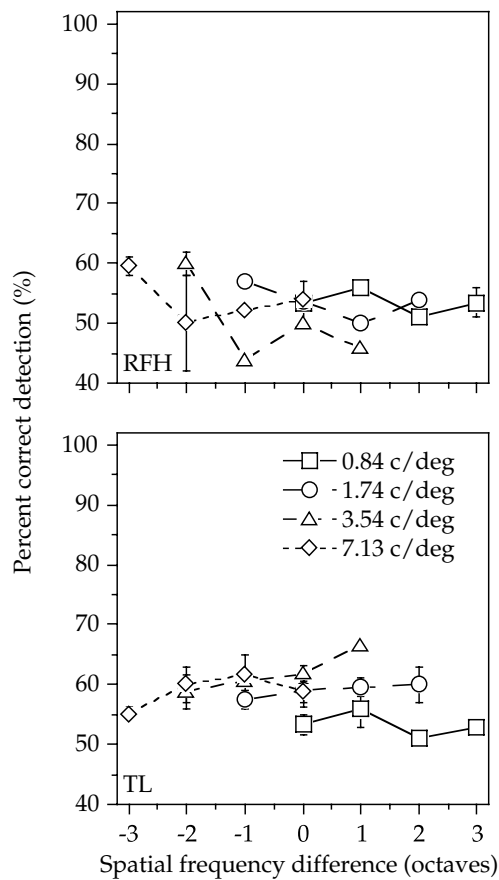 100
90
80
70
60
50
40
RFH
Percent correct detection (%)
100
90
80
70
60
50
40
0.84 c/deg
1.74 c/deg
3.54 c/deg
7.13 c/deg
TL
-3 -2 -1 0 1 2 3
Spatial frequency difference (octaves)